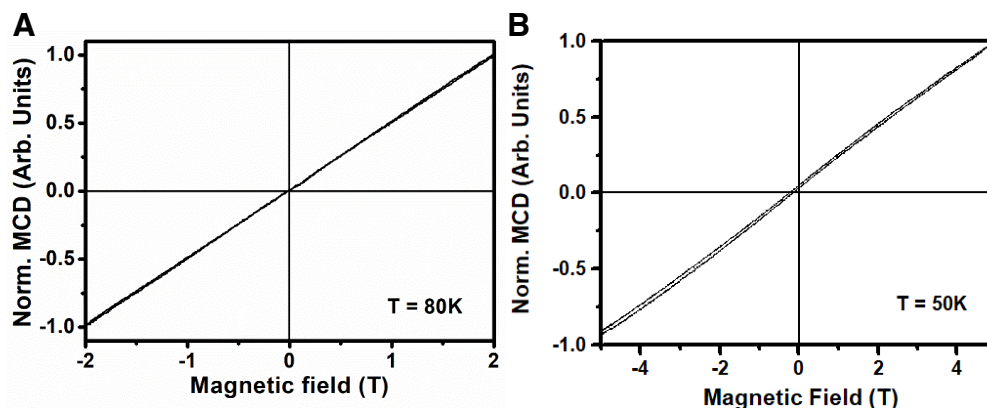 A
Norm. MCD (Arb. Units)
1.0
0.5
0.0
-0.5
-1.0
T = 80K
-2
-1
0
1
2
Magnetic field (T)
B
Norm. MCD (Arb. Units)
1.0
0.5
0.0
-0.5
-1.0
T = 50K
-4
-2
0
2
4
Magnetic Field (T)